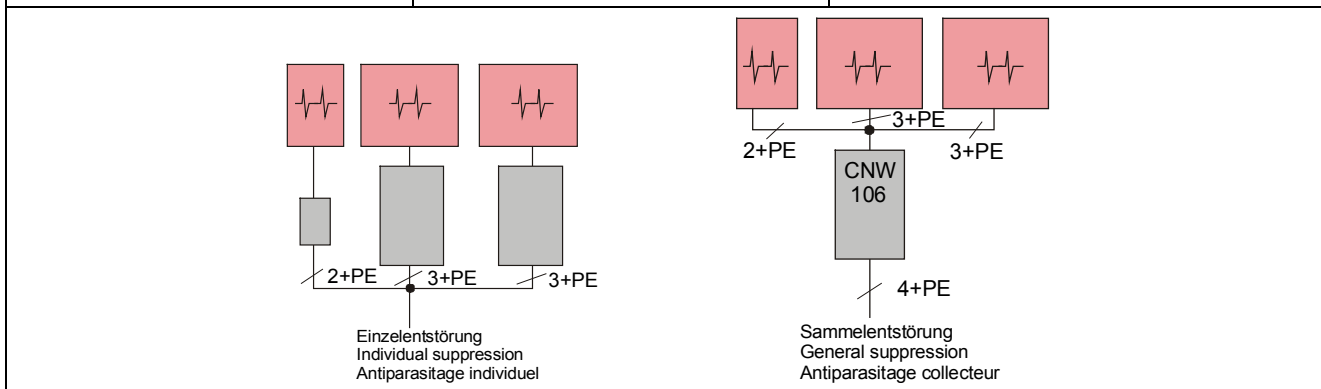 2+PE
3+PE
3+PE
Einzelentstörung
Individual suppression
Antiparasitage individuel
3+PE
2+PE
3+PE
CNW
106
4+PE
Sammelentstörung
General suppression
Antiparasitage collecteur